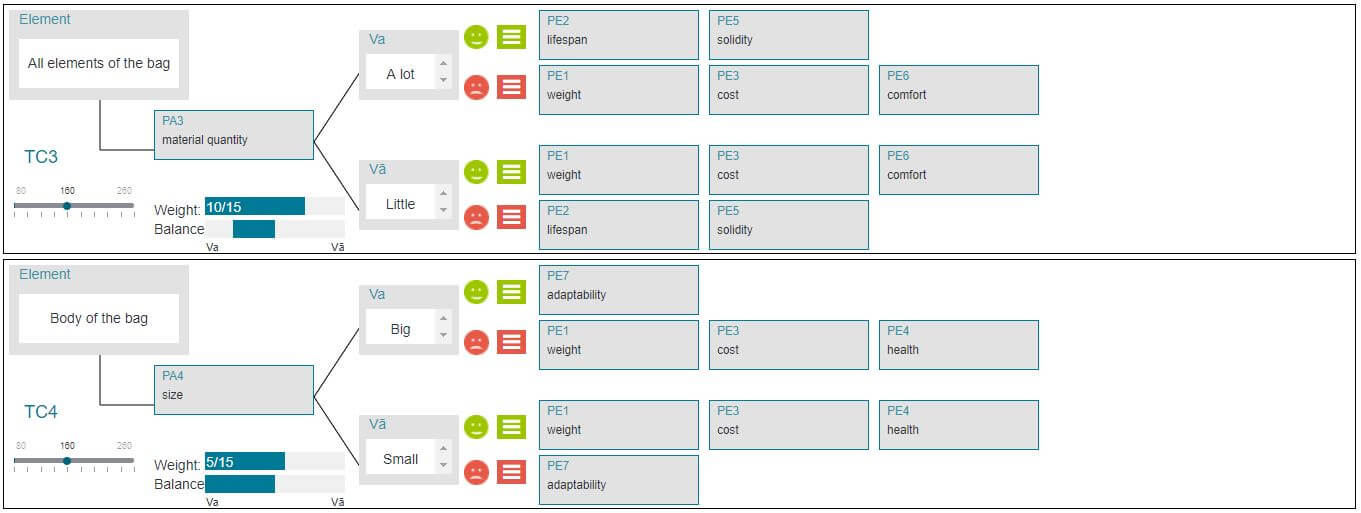 Element
All elements of the bag
TC3
80 160 260
PA3
material quantity
Weight: 10/15
Balance
Va Vã
Va
A lot
PE2
lifespan
PE5
solidity
PE1
weight
PE3
cost
PE6
comfort
Vã
Little
PE1
weight
PE3
cost
PE6
comfort
PE2
lifespan
PE5
solidity
Element
Body of the bag
TC4
80 160 260
PA4
size
Weight: 5/15
Balance
Va Vã
Va
Big
PE7
adaptability
PE1
weight
PE3
cost
PE4
health
Vã
Small
PE1
weight
PE3
cost
PE4
health
PE7
adaptability